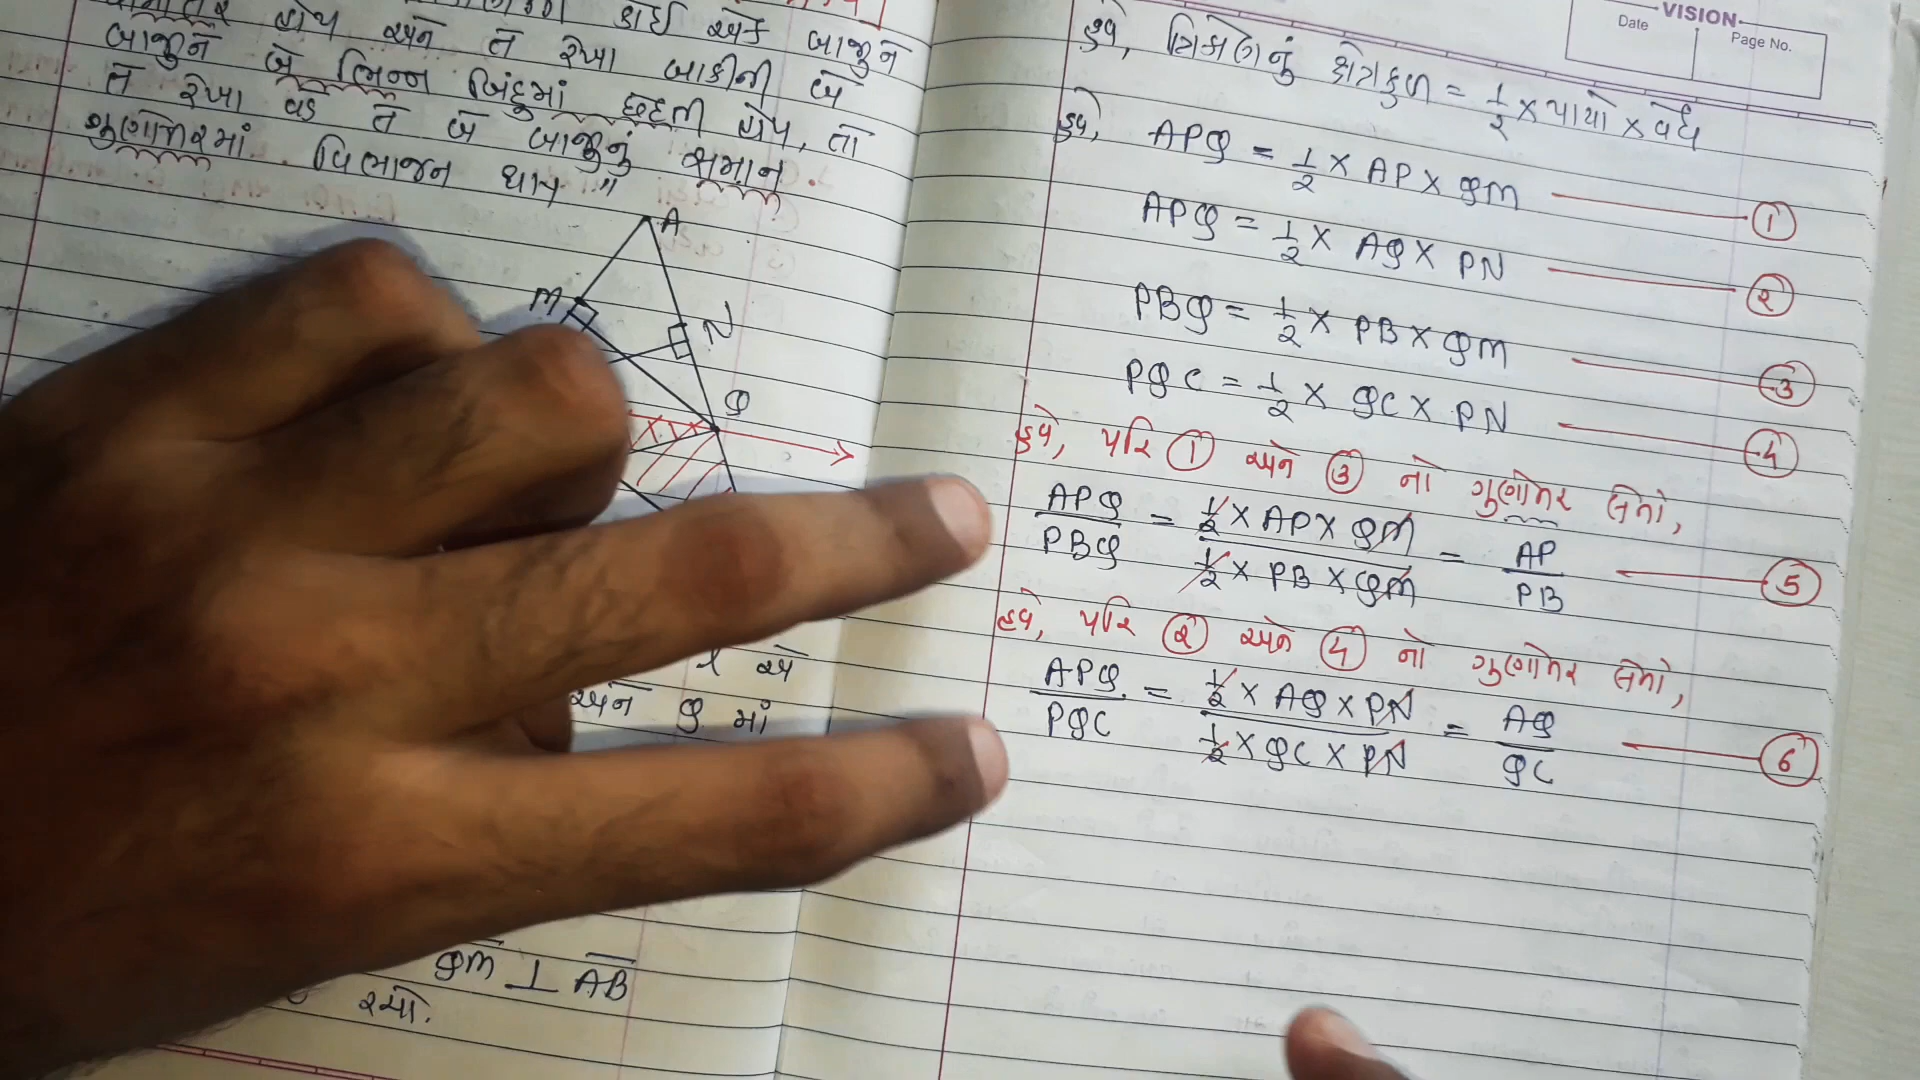 હોય અને તે રેખા બાકીની બે
બાજુને બે ભિન્ન બિંદુમાં છેદતી હોય, તો
તે રેખા વડે તે બે બાજુનું સમાન
ગુણોત્તરમાં વિભાજન થાય "
A
M
N
Q
અને Q માં
QM ⊥ AB
રચો.
VISION
Date
Page No.
હવે, ત્રિકોણનું ક્ષેત્રફળ = 1/2 × પાયો × વેધ
હવે, APQ = 1/2 × AP × QM ①
APQ = 1/2 × AQ × PN ②
PBQ = 1/2 × PB × QM ③
PQC = 1/2 × QC × PN ④
હવે, પરિ ① અને ③ નો ગુણોત્તર લેતાં,
APQ/PBQ = 1/2 × AP × QM / 1/2 × PB × QM = AP/PB ⑤
હવે, પરિ ② અને ④ નો ગુણોત્તર લેતાં,
APQ/PQC = 1/2 × AQ × PN / 1/2 × QC × PN = AQ/QC ⑥